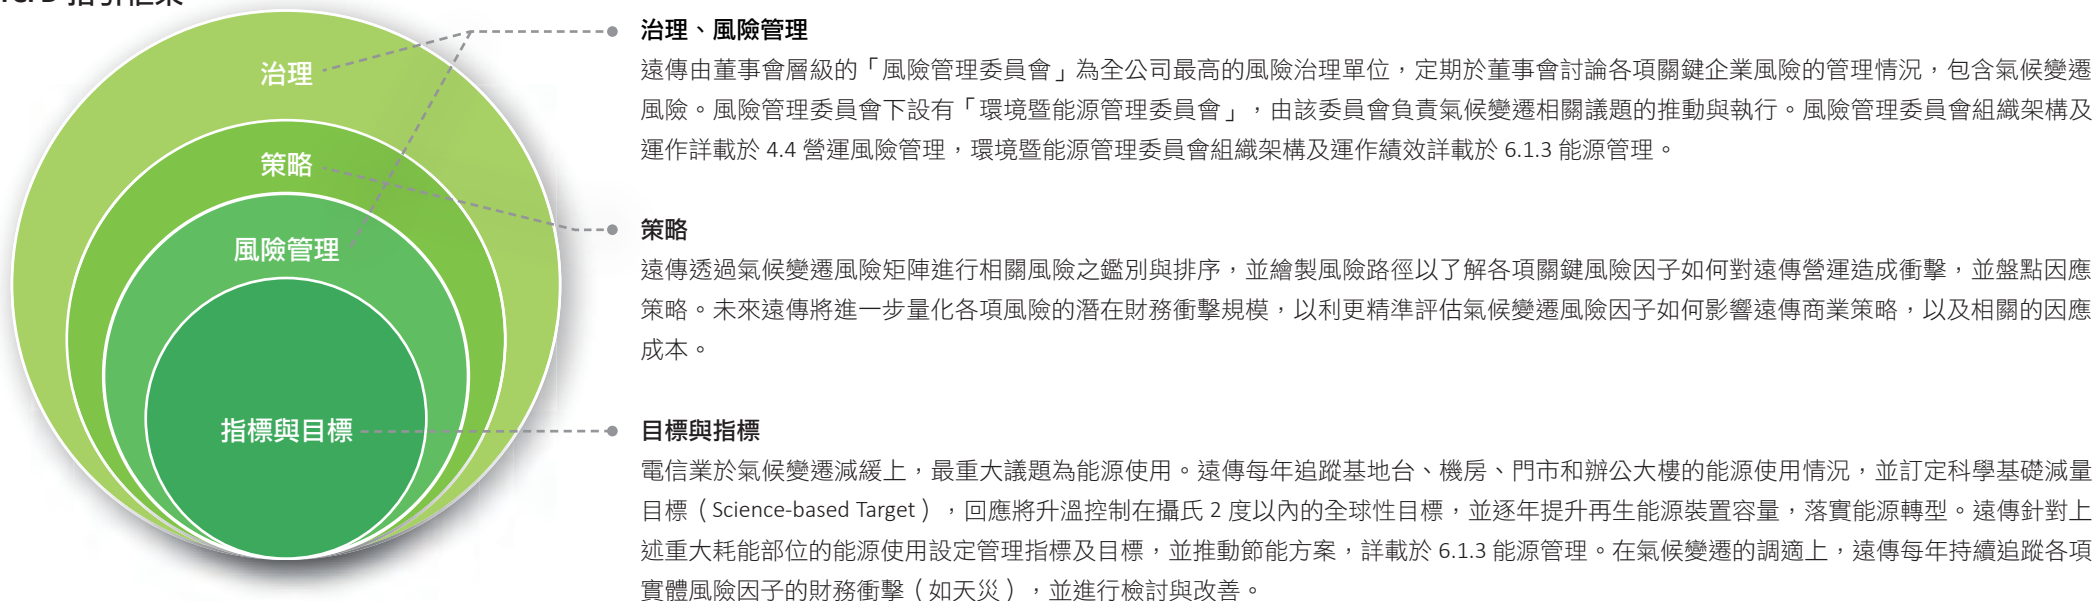 指引框架
治理
策略
風險管理
指標與目標
治理、風險管理
遠傳由董事會層級的「風險管理委員會」為全公司最高的風險治理單位，定期於董事會討論各項關鍵企業風險的管理情況，包含氣候變遷
風險。風險管理委員會下設有「環境暨能源管理委員會」，由該委員會負責氣候變遷相關議題的推動與執行。風險管理委員會組織架構及
運作詳載於 4.4 營運風險管理，環境暨能源管理委員會組織架構及運作績效詳載於 6.1.3 能源管理。
策略
遠傳透過氣候變遷風險矩陣進行相關風險之鑑別與排序，並繪製風險路徑以了解各項關鍵風險因子如何對遠傳營運造成衝擊，並盤點因應
策略。未來遠傳將進一步量化各項風險的潛在財務衝擊規模，以利更精準評估氣候變遷風險因子如何影響遠傳商業策略，以及相關的因應
成本。
目標與指標
電信業於氣候變遷減緩上，最重大議題為能源使用。遠傳每年追蹤基地台、機房、門市和辦公大樓的能源使用情況，並訂定科學基礎減量
目標（Science-based Target），回應將升溫控制在攝氏 2 度以內的全球性目標，並逐年提升再生能源裝置容量，落實能源轉型。遠傳針對上
述重大耗能部位的能源使用設定管理指標及目標，並推動節能方案，詳載於 6.1.3 能源管理。在氣候變遷的調適上，遠傳每年持續追蹤各項
實體風險因子的財務衝擊（如天災），並進行檢討與改善。